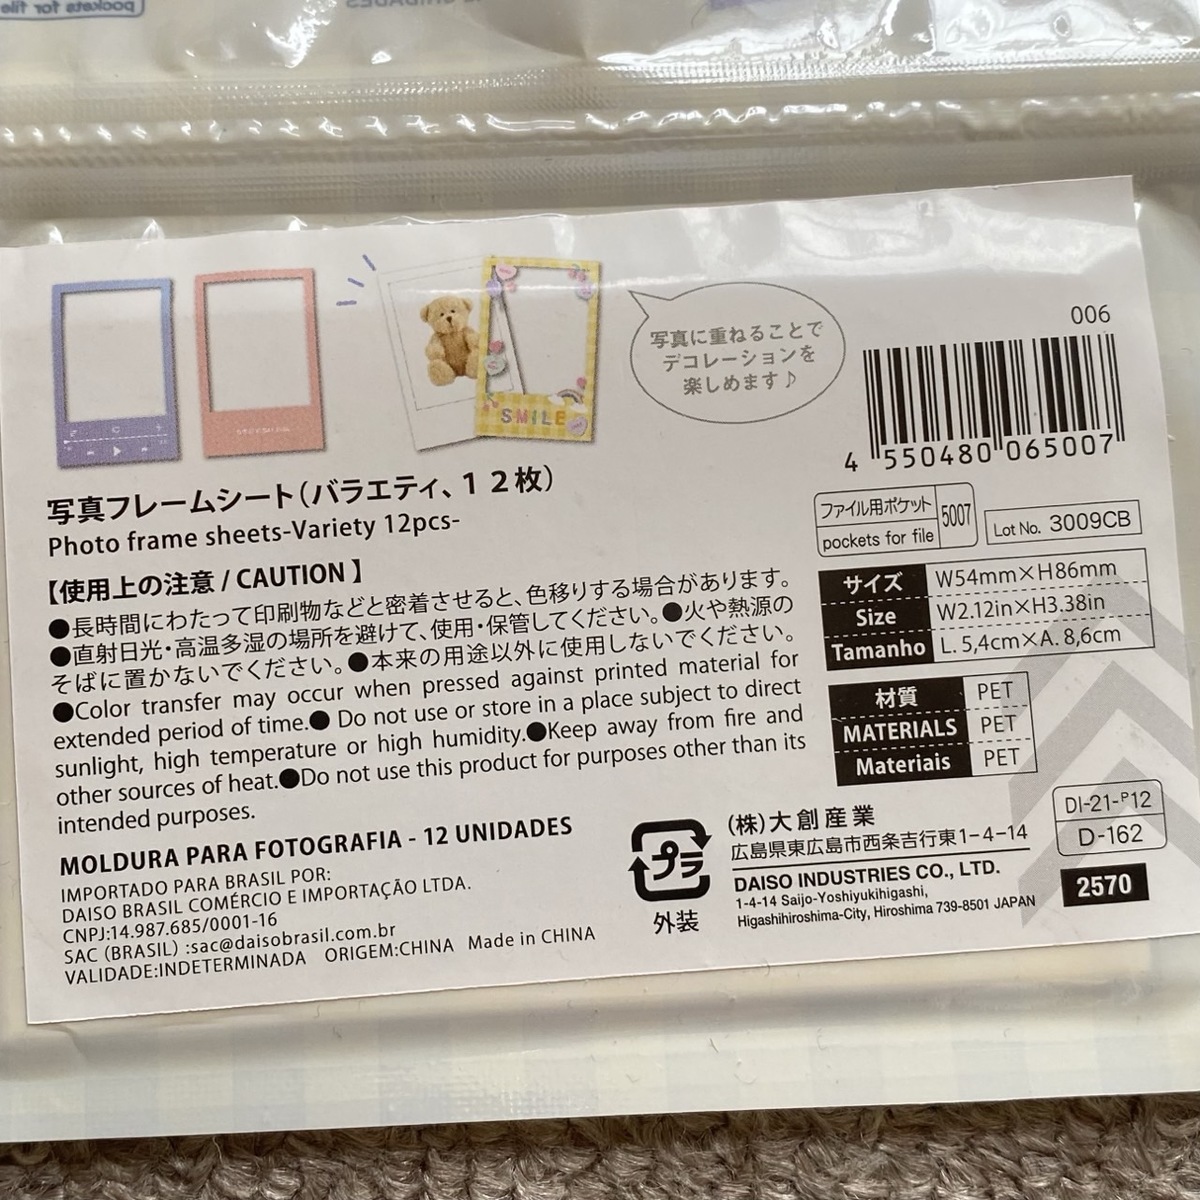 pockets for file
写真に重ねることで
デコレーションを
楽しめます♪
SMILE
006
4 550480 065007
写真フレームシート(バラエティ、１２枚)
Photo frame sheets-Variety 12pcs-
ファイル用ポケット
pockets for file
5007
Lot No. 3009CB
【使用上の注意 / CAUTION 】
●長時間にわたって印刷物などと密着させると、色移りする場合があります。
●直射日光・高温多湿の場所を避けて、使用・保管してください。●火や熱源の
そばに置かないでください。●本来の用途以外に使用しないでください。
●Color transfer may occur when pressed against printed material for
extended period of time.● Do not use or store in a place subject to direct
sunlight, high temperature or high humidity.●Keep away from fire and
other sources of heat.●Do not use this product for purposes other than its
intended purposes.
サイズ W54mm×H86mm
Size W2.12in×H3.38in
Tamanho L. 5,4cm×A. 8,6cm
材質 PET
MATERIALS PET
Materiais PET
MOLDURA PARA FOTOGRAFIA - 12 UNIDADES
IMPORTADO PARA BRASIL POR:
DAISO BRASIL COMÉRCIO E IMPORTAÇÃO LTDA.
CNPJ:14.987.685/0001-16
SAC (BRASIL) :sac@daisobrasil.com.br
VALIDADE:INDETERMINADA ORIGEM:CHINA Made in CHINA
プラ
外装
(株)大創産業
広島県東広島市西条吉行東1-4-14
DAISO INDUSTRIES CO., LTD.
1-4-14 Saijo-Yoshiyukihigashi,
Higashihiroshima-City, Hiroshima 739-8501 JAPAN
DI-21-P12
D-162
2570